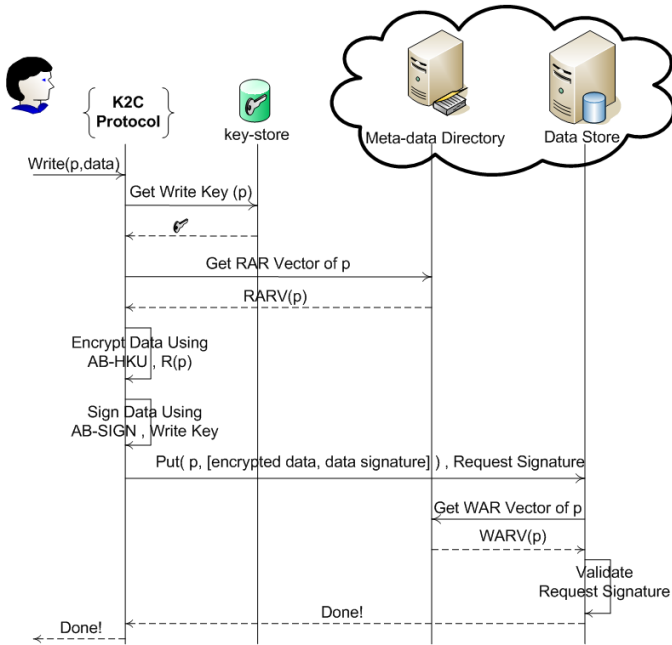 K2C
Protocol
key-store
Meta-data Directory
Data Store
Write(p,data)
Get Write Key (p)
Get RAR Vector of p
RARV(p)
Encrypt Data Using
AB-HKU , R(p)
Sign Data Using
AB-SIGN , Write Key
Put( p, [encrypted data, data signature] ) , Request Signature
Get WAR Vector of p
WARV(p)
Validate
Request Signature
Done!
Done!